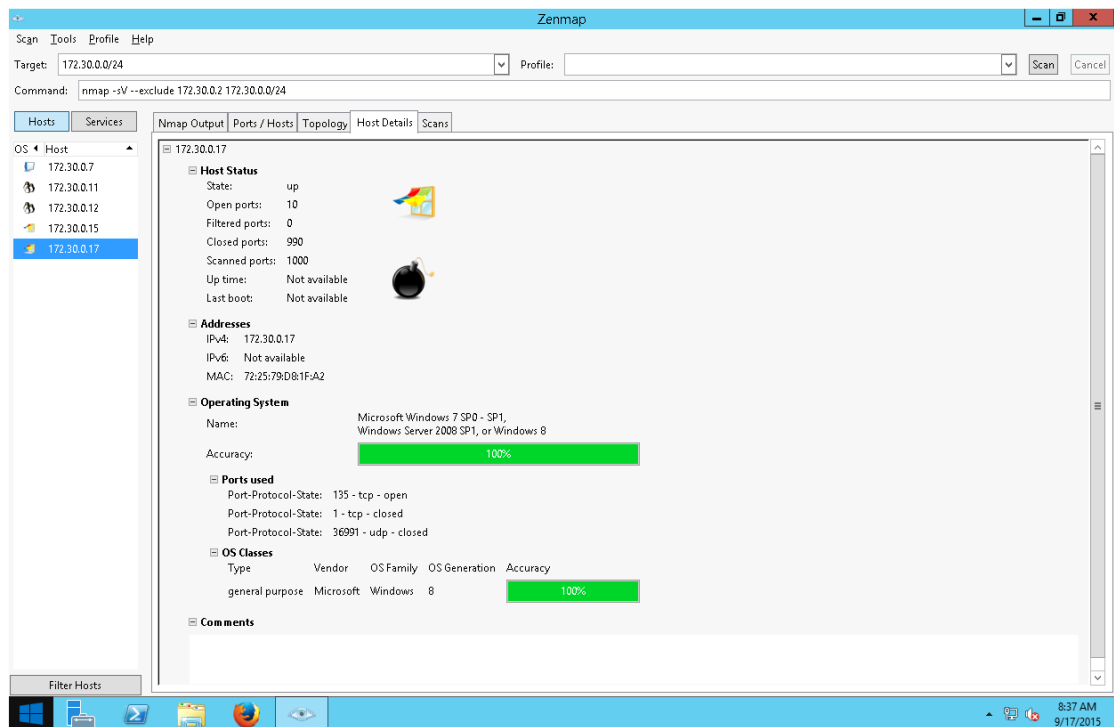 Zenmap
Scan Tools Profile Help
Target: 172.30.0.0/24 Profile: Scan Cancel
Command: nmap -sV --exclude 172.30.0.2 172.30.0.0/24
Hosts Services
Nmap Output Ports / Hosts Topology Host Details Scans
OS Host
172.30.0.7
172.30.0.11
172.30.0.12
172.30.0.15
172.30.0.17
172.30.0.17
Host Status
State: up
Open ports: 10
Filtered ports: 0
Closed ports: 990
Scanned ports: 1000
Up time: Not available
Last boot: Not available
Addresses
IPv4: 172.30.0.17
IPv6: Not available
MAC: 72:25:79:D8:1F:A2
Operating System
Name: Microsoft Windows 7 SP0 - SP1,
Windows Server 2008 SP1, or Windows 8
Accuracy: 100%
Ports used
Port-Protocol-State: 135 - tcp - open
Port-Protocol-State: 1 - tcp - closed
Port-Protocol-State: 36991 - udp - closed
OS Classes
Type Vendor OS Family OS Generation Accuracy
general purpose Microsoft Windows 8 100%
Comments
Filter Hosts
8:37 AM
9/17/2015